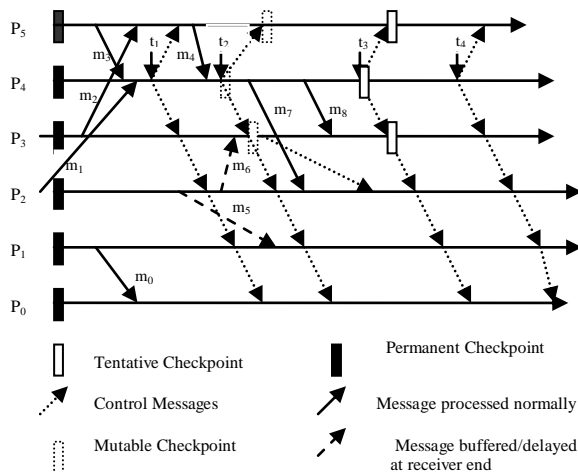 P5
t1
t2
t3
t4
m3
m4
P4
m2
m7
m8
P3
m1
m6
P2
m5
P1
m0
P0
Tentative Checkpoint
Permanent Checkpoint
Control Messages
Message processed normally
Mutable Checkpoint
Message buffered/delayed
at receiver end